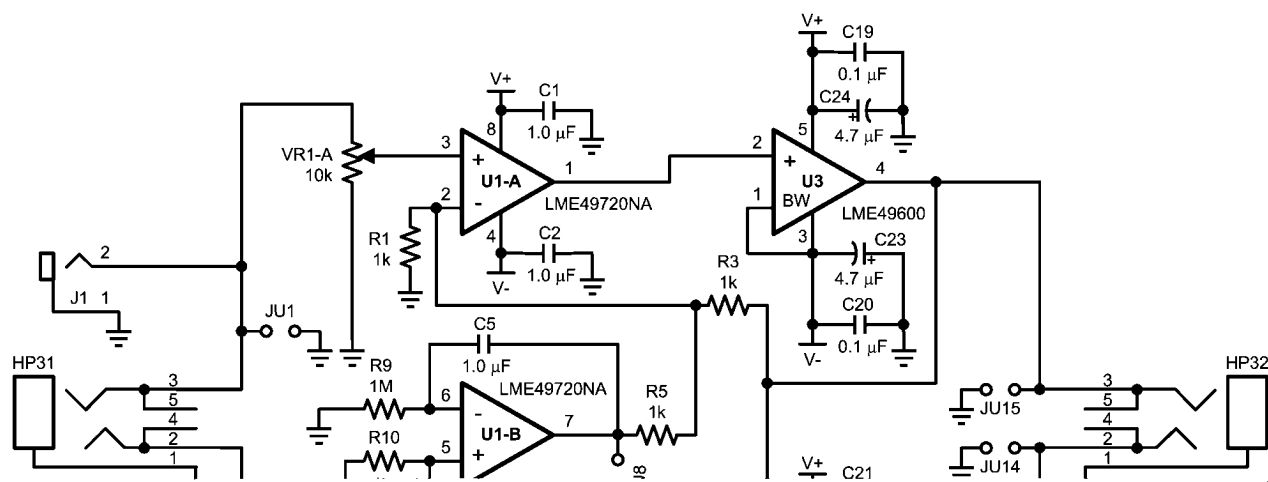 V+
C19
0.1 µF
C24
+
4.7 µF
5
V+
C1
1.0 µF
8
VR1-A
10k
3
+
U1-A
1
LME49720NA
2
-
4
C2
1.0 µF
V-
R1
1k
2
+
U3
4
1
BW
LME49600
3
C23
+
4.7 µF
C20
0.1 µF
V-
R3
1k
2
J1
1
JU1
HP31
3
5
4
2
1
C5
1.0 µF
LME49720NA
R9
1M
6
-
U1-B
7
R10
5
+
R5
1k
J8
V+
C21
HP32
JU15
3
5
4
2
1
JU14